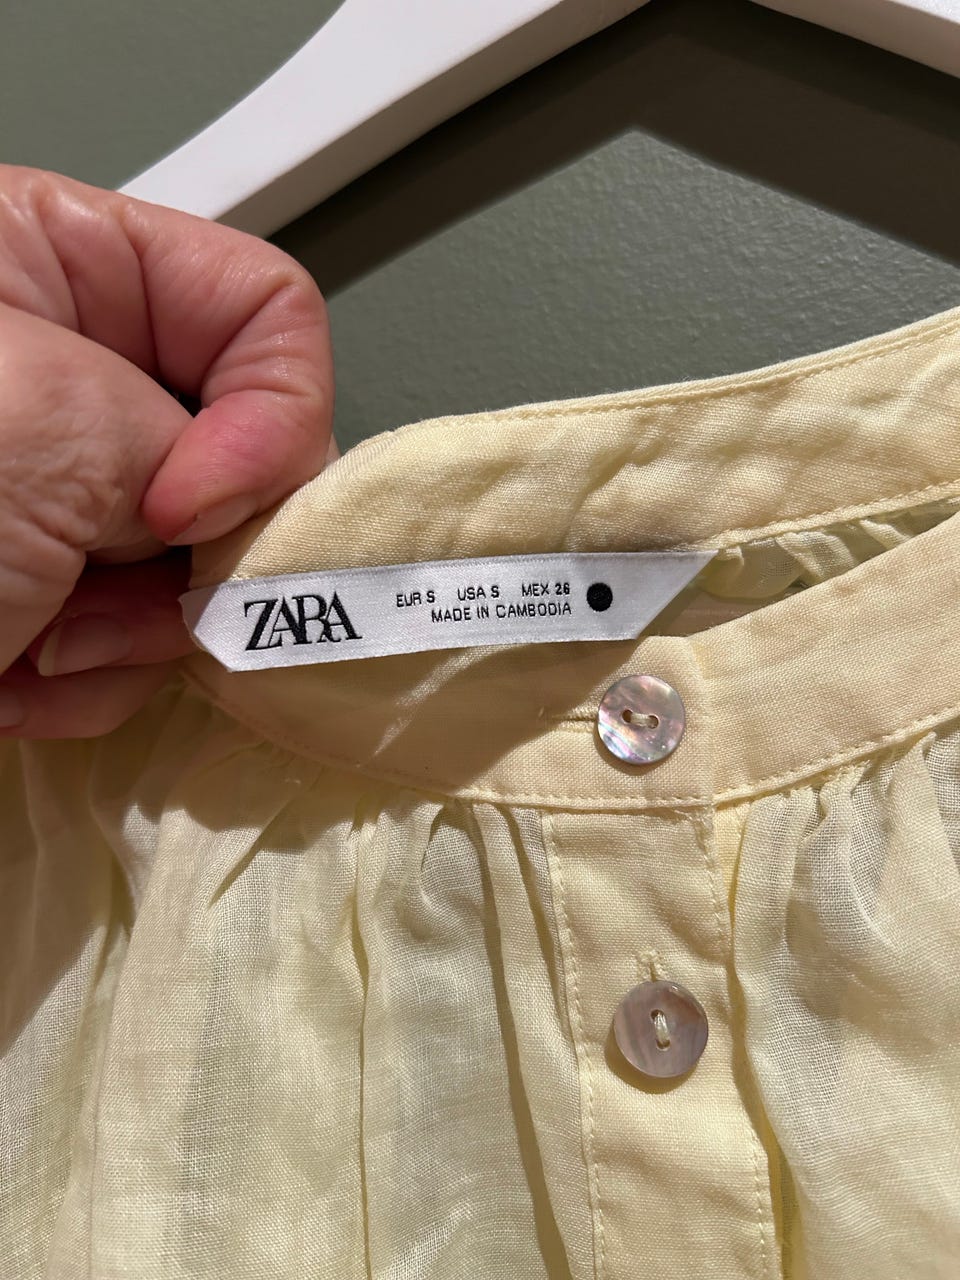 ZARA
EUR S USA S MEX 26
MADE IN CAMBODIA